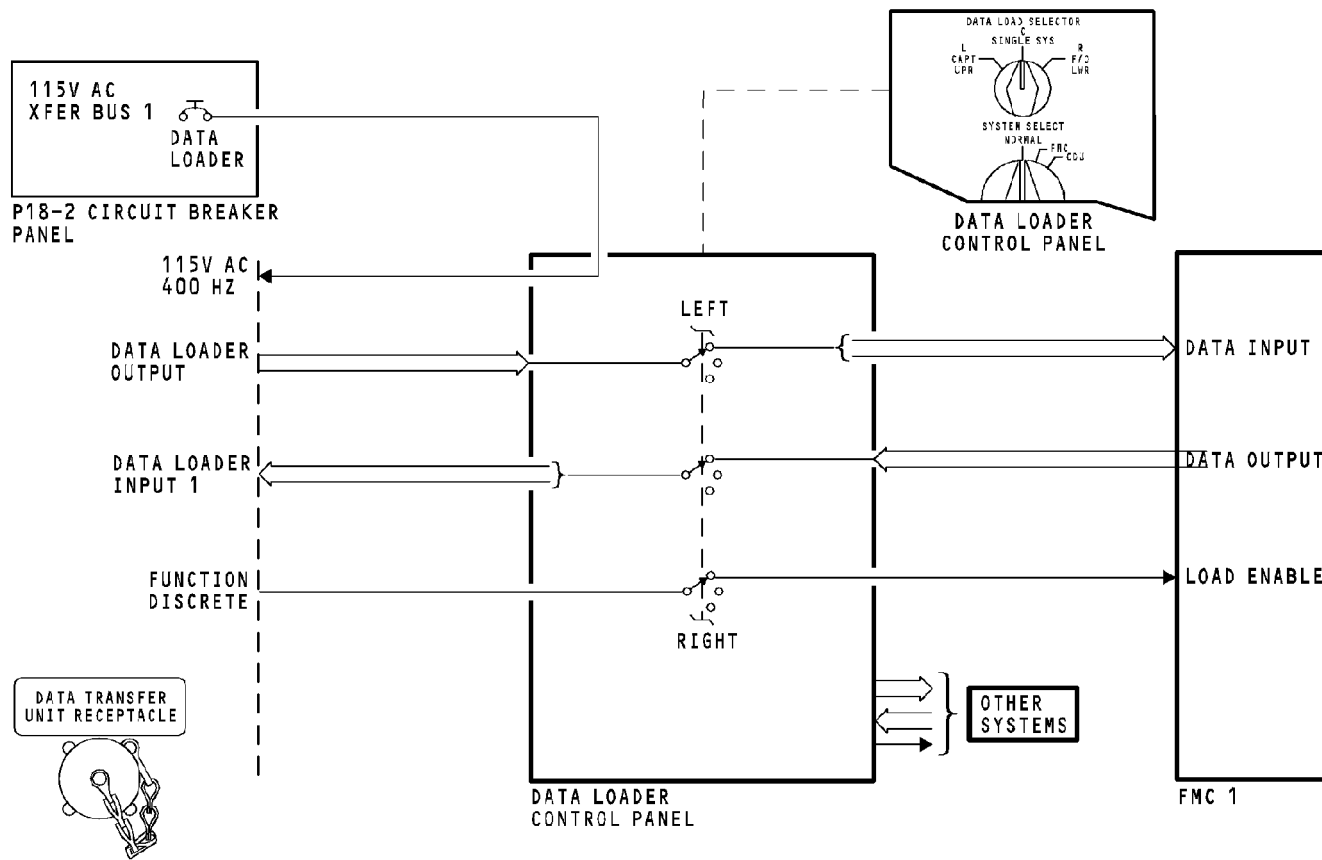 DATA LOAD SELECTOR
C
SINGLE SYS
L
CAPT
UPR
R
F/O
LWR
SYSTEM SELECT
NORMAL
FMC
CDU
DATA LOADER
CONTROL PANEL
115V AC
XFER BUS 1
DATA
LOADER
P18-2 CIRCUIT BREAKER
PANEL
115V AC
400 HZ
LEFT
DATA LOADER
OUTPUT
DATA INPUT
DATA LOADER
INPUT 1
DATA OUTPUT
FUNCTION
DISCRETE
LOAD ENABLE
RIGHT
DATA TRANSFER
UNIT RECEPTACLE
OTHER
SYSTEMS
DATA LOADER
CONTROL PANEL
FMC 1